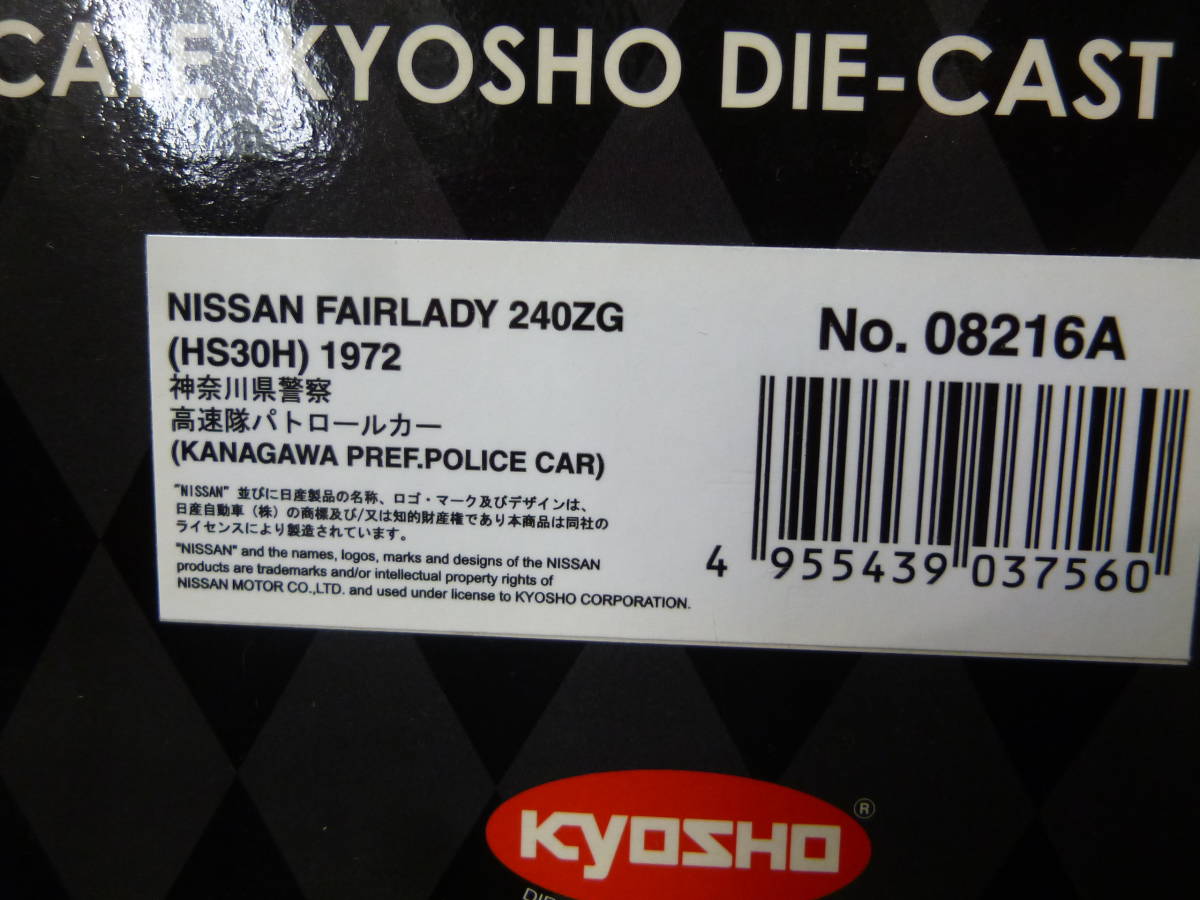 KYOSHO DIE-CAST
NISSAN FAIRLADY 240ZG
(HS30H) 1972
神奈川県警察
高速隊パトロールカー
(KANAGAWA PREF.POLICE CAR)
"NISSAN" 並びに日産製品の名称、ロゴ・マーク及びデザインは、
日産自動車（株）の商標及び/又は知的財産権であり本商品は同社の
ライセンスにより製造されています。
"NISSAN" and the names, logos, marks and designs of the NISSAN
products are trademarks and/or intellectual property rights of
NISSAN MOTOR CO.,LTD. and used under license to KYOSHO CORPORATION.
No. 08216A
4 955439 037560
KYOSHO ®